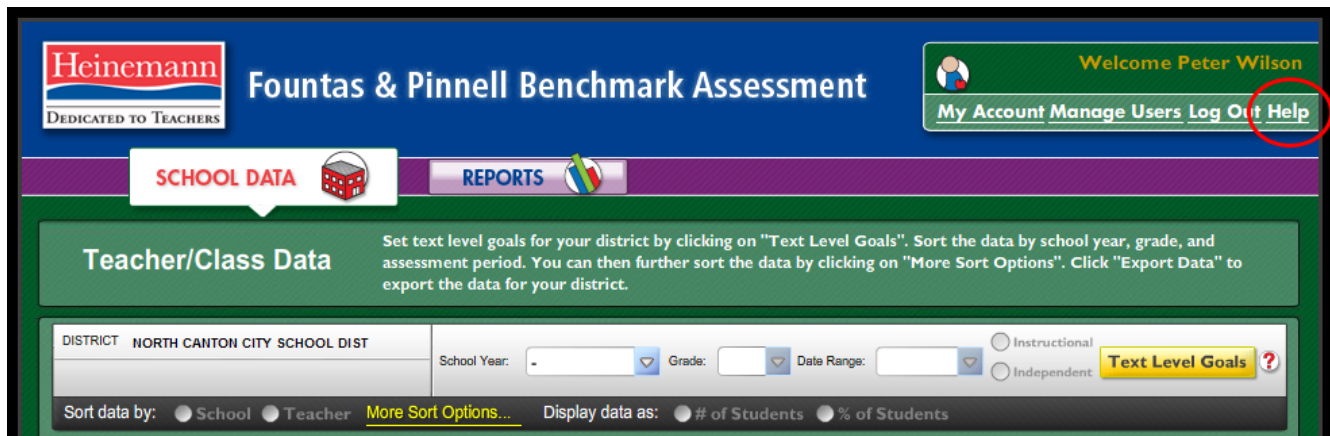 Heinemann
DEDICATED TO TEACHERS
Fountas & Pinnell Benchmark Assessment
Welcome Peter Wilson
My Account Manage Users Log Out Help
SCHOOL DATA
REPORTS
Teacher/Class Data
Set text level goals for your district by clicking on "Text Level Goals". Sort the data by school year, grade, and
assessment period. You can then further sort the data by clicking on "More Sort Options". Click "Export Data" to
export the data for your district.
DISTRICT NORTH CANTON CITY SCHOOL DIST
School Year: - Grade: Date Range:
Instructional
Independent
Text Level Goals ?
Sort data by: School Teacher More Sort Options... Display data as: # of Students % of Students